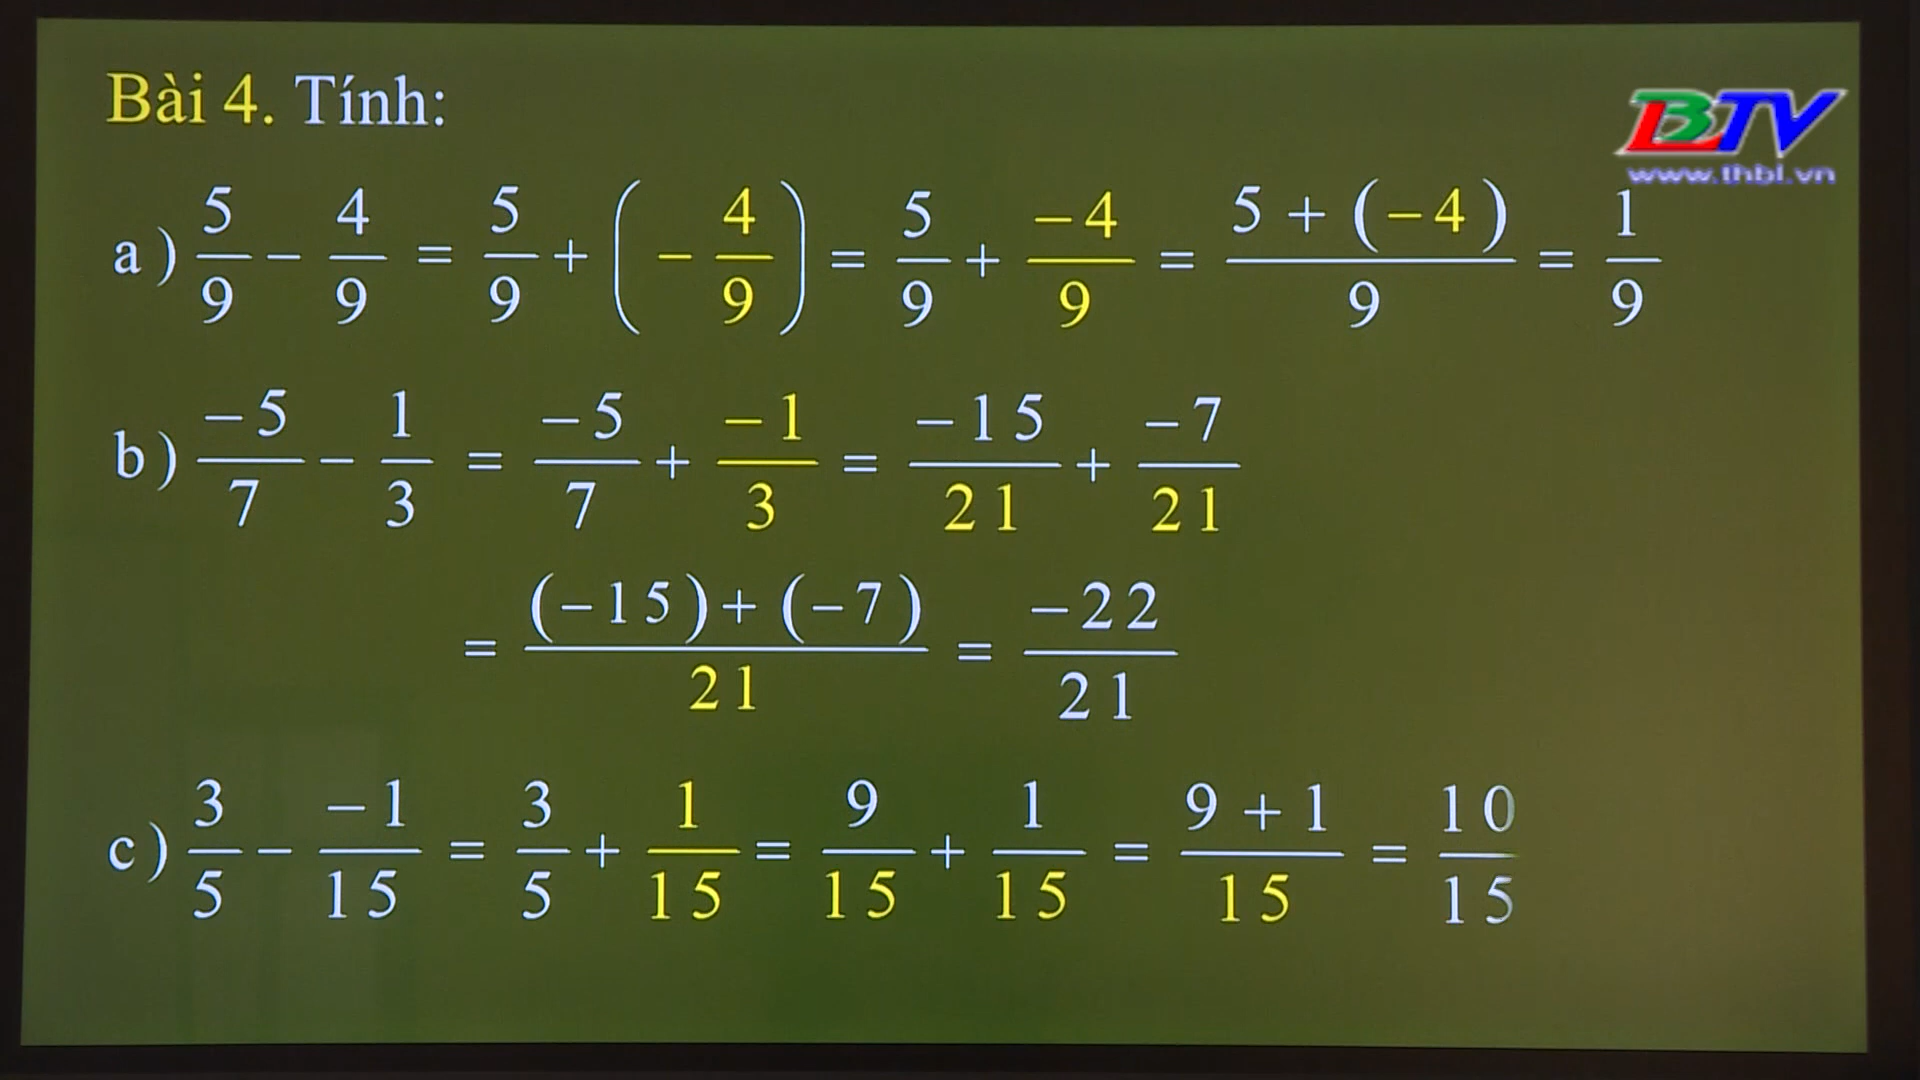 Bài 4. Tính:
BTV
www.thbl.vn
a) 5/9 − 4/9 = 5/9 + (− 4/9) = 5/9 + −4/9 = 5 + (−4)/9 = 1/9
b) −5/7 − 1/3 = −5/7 + −1/3 = −15/21 + −7/21
= (−15) + (−7)/21 = −22/21
c) 3/5 − −1/15 = 3/5 + 1/15 = 9/15 + 1/15 = 9 + 1/15 = 10/15